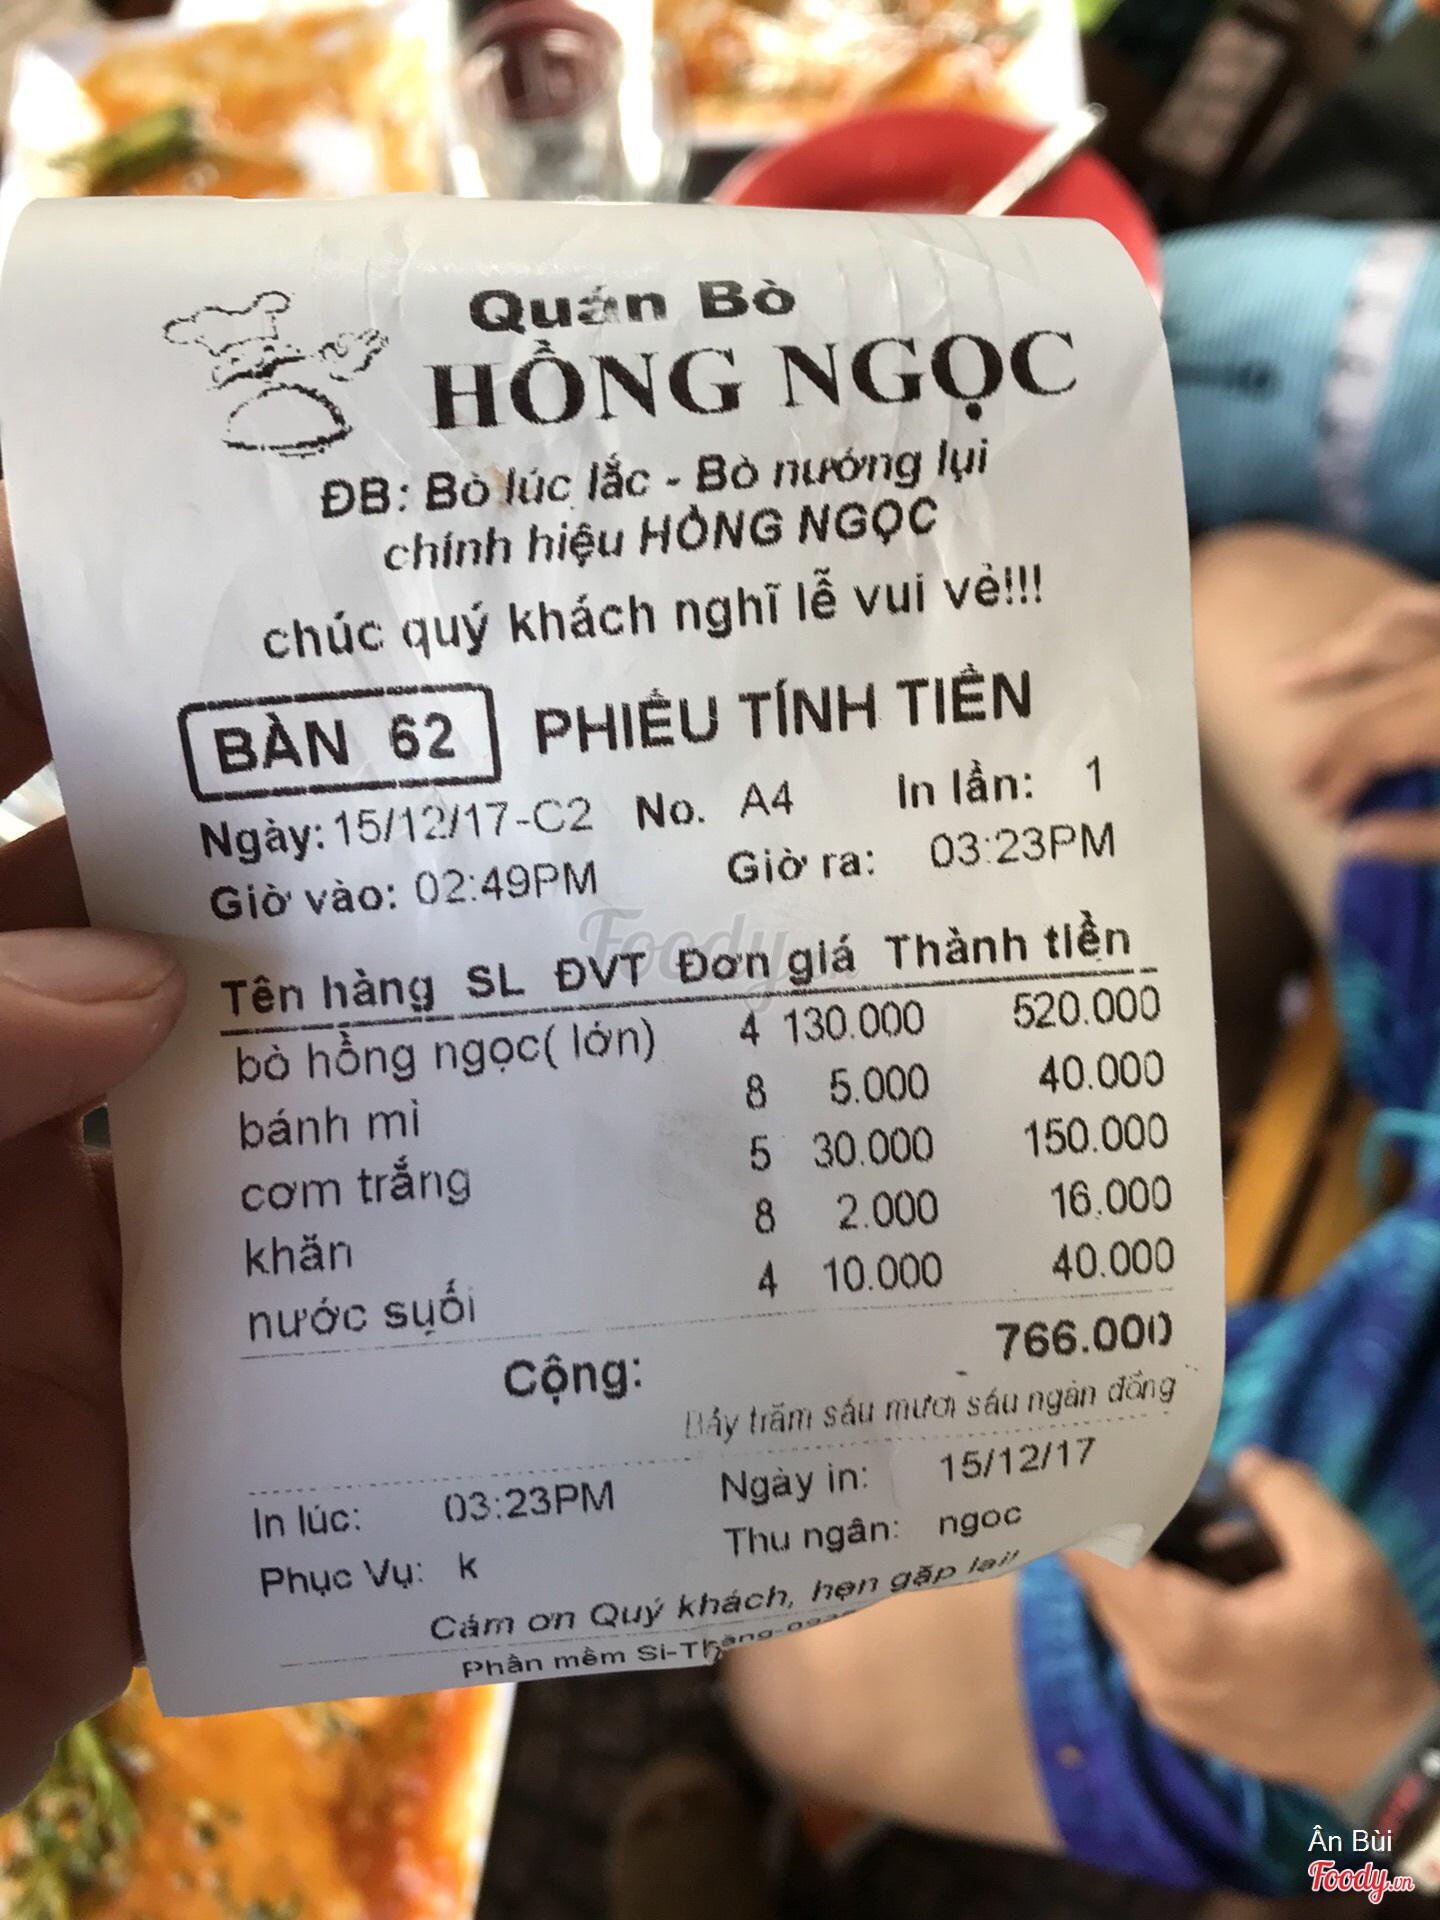 Quán Bò
HỒNG NGỌC
ĐB: Bò lúc lắc - Bò nướng lụi
chính hiệu HỒNG NGỌC
chúc quý khách nghĩ lễ vui vẻ!!!
BÀN 62 PHIẾU TÍNH TIỀN
Ngày: 15/12/17-C2 No. A4 In lần: 1
Giờ vào: 02:49PM Giờ ra: 03:23PM
Foody
Tên hàng SL ĐVT Đơn giá Thành tiền
bò hồng ngọc( lớn) 4 130.000 520.000
bánh mì 8 5.000 40.000
cơm trắng 5 30.000 150.000
khăn 8 2.000 16.000
nước suối 4 10.000 40.000
Cộng: 766.000
Bảy trăm sáu mươi sáu ngàn đồng
In lúc: 03:23PM Ngày in: 15/12/17
Phục Vụ: k Thu ngân: ngoc
Cám ơn Quý khách, hẹn gặp lại!
Phần mềm Si-Thắng
Ân Bùi
Foody.vn